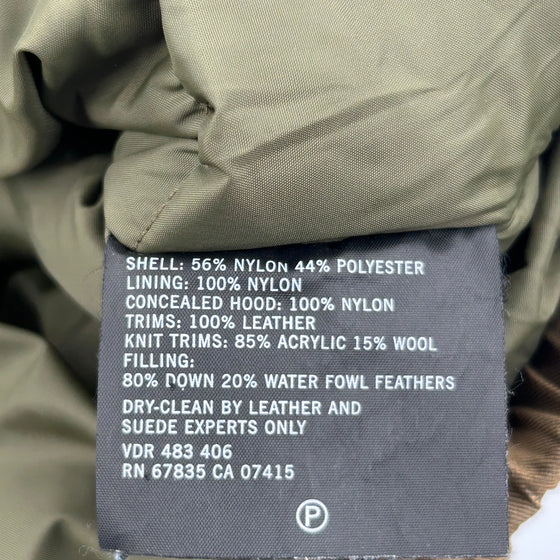 SHELL: 56% NYLON 44% POLYESTER
LINING: 100% NYLON
CONCEALED HOOD: 100% NYLON
TRIMS: 100% LEATHER
KNIT TRIMS: 85% ACRYLIC 15% WOOL
FILLING:
80% DOWN 20% WATER FOWL FEATHERS
DRY-CLEAN BY LEATHER AND
SUEDE EXPERTS ONLY
VDR 483 406
RN 67835 CA 07415
P